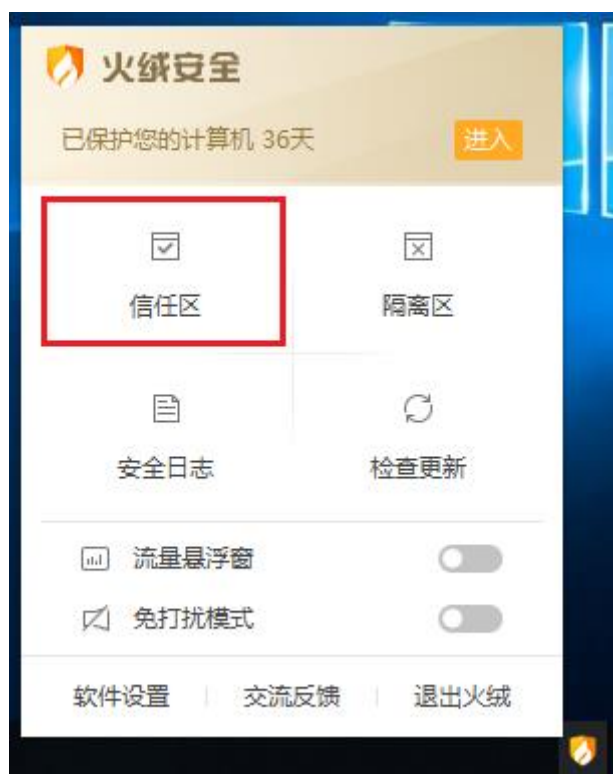 火绒安全
已保护您的计算机 36天 进入
信任区 隔离区
安全日志 检查更新
流量悬浮窗
免打扰模式
软件设置 交流反馈 退出火绒